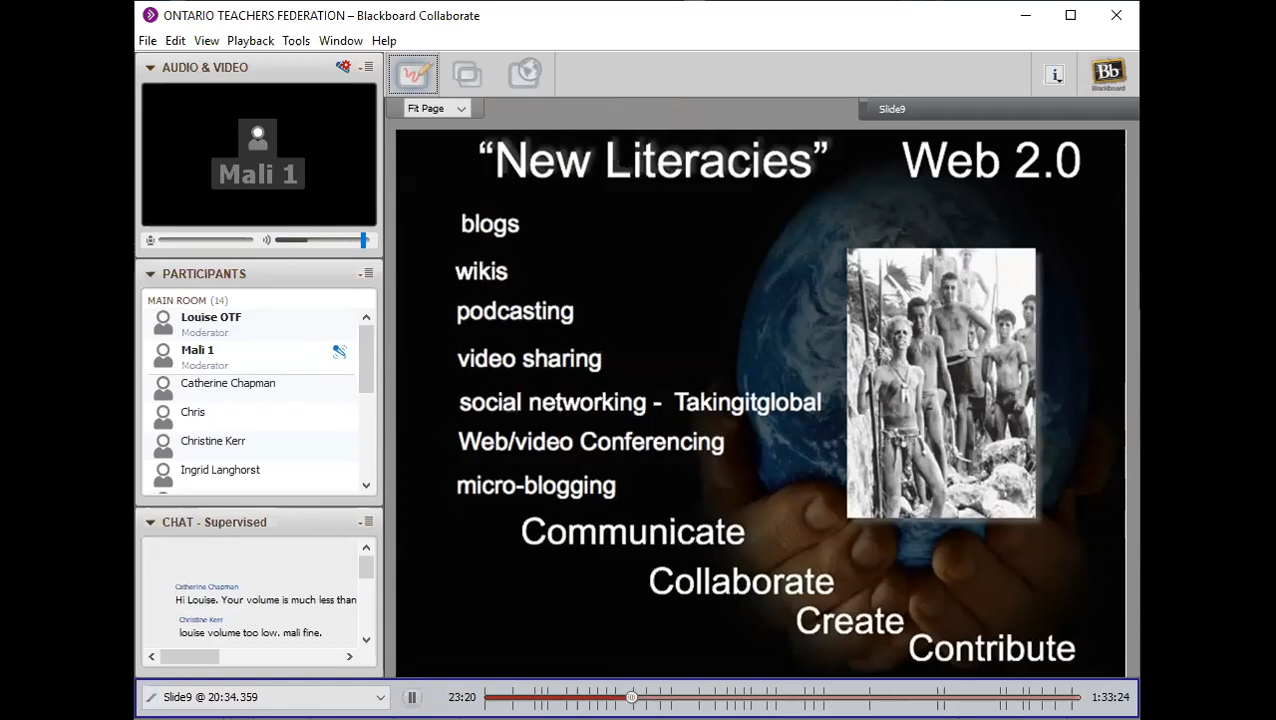 ONTARIO TEACHERS FEDERATION – Blackboard Collaborate
File Edit View Playback Tools Window Help
AUDIO & VIDEO
Mali 1
PARTICIPANTS
MAIN ROOM (14)
Louise OTF
Moderator
Mali 1
Moderator
Catherine Chapman
Chris
Christine Kerr
Ingrid Langhorst
CHAT - Supervised
Catherine Chapman
Hi Louise. Your volume is much less than
Christine Kerr
louise volume too low. mali fine.
Fit Page
Slide9
Bb
Blackboard
“New Literacies” Web 2.0
blogs
wikis
podcasting
video sharing
social networking - Takingitglobal
Web/video Conferencing
micro-blogging
Communicate
Collaborate
Create
Contribute
Slide9 @ 20:34.359
23:20
1:33:24